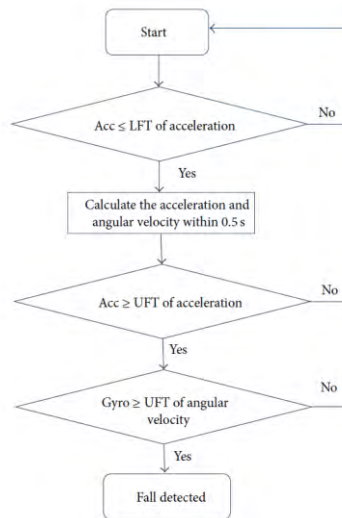 Start
Acc ≤ LFT of acceleration
No
Yes
Calculate the acceleration and
angular velocity within 0.5 s
No
Acc ≥ UFT of acceleration
Yes
No
Gyro ≥ UFT of angular
velocity
Yes
Fall detected